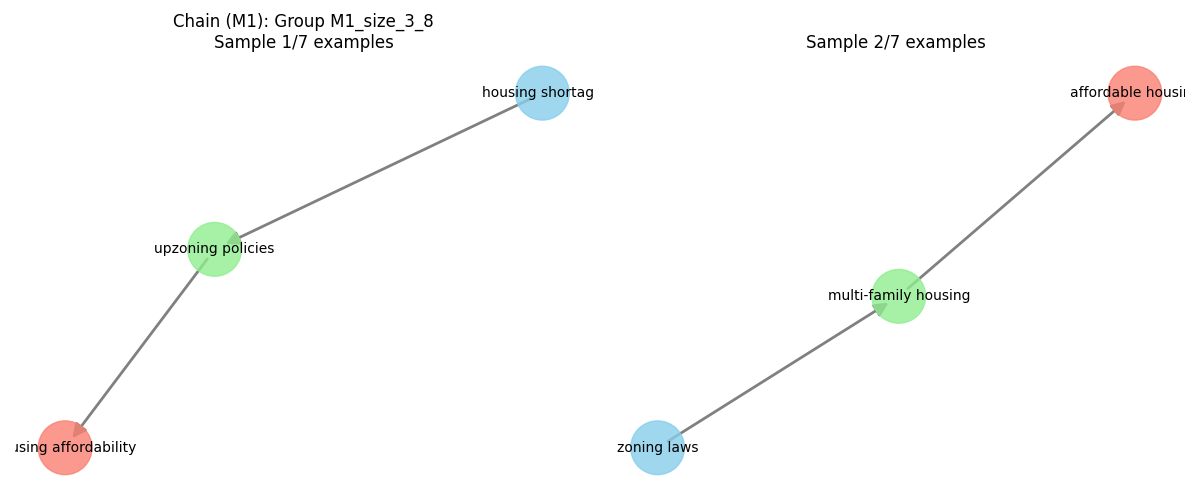 Chain (M1): Group M1_size_3_8
Sample 1/7 examples
housing shortag
upzoning policies
using affordability
Sample 2/7 examples
affordable housin
multi-family housing
zoning laws